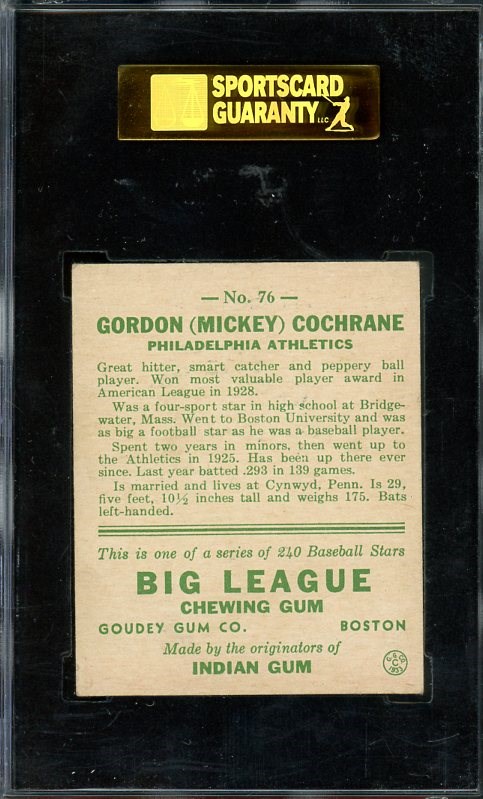 SPORTSCARD
GUARANTY LLC
— No. 76 —
GORDON (MICKEY) COCHRANE
PHILADELPHIA ATHLETICS
Great hitter, smart catcher and peppery ball
player. Won most valuable player award in
American League in 1928.
Was a four-sport star in high school at Bridge-
water, Mass. Went to Boston University and was
as big a football star as he was a baseball player.
Spent two years in minors, then went up to
the Athletics in 1925. Has been up there ever
since. Last year batted .293 in 139 games.
Is married and lives at Cynwyd, Penn. Is 29,
five feet, 10½ inches tall and weighs 175. Bats
left-handed.
This is one of a series of 240 Baseball Stars
BIG LEAGUE
CHEWING GUM
GOUDEY GUM CO. BOSTON
Made by the originators of
INDIAN GUM
G. G. Co.
C
1933